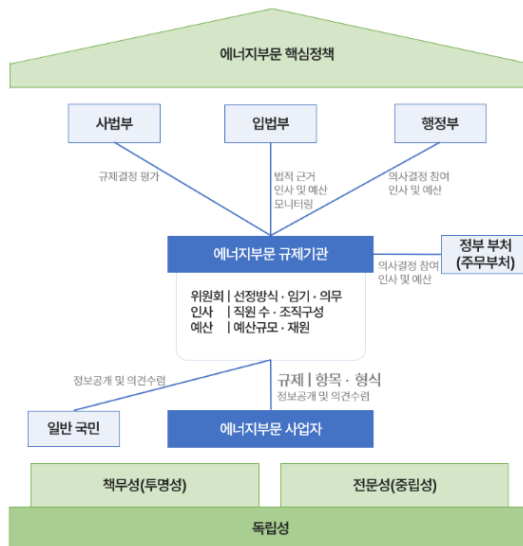 에너지부문 핵심정책
사법부
입법부
행정부
규제결정 평가
법적 근거
인사 및 예산
모니터링
의사결정 참여
인사 및 예산
에너지부문 규제기관
정부 부처
(주무부처)
의사결정 참여
인사 및 예산
위원회 | 선정방식 · 임기 · 의무
인사 | 직원 수 · 조직구성
예산 | 예산규모 · 재원
정보공개 및 의견수렴
규제 | 항목 · 형식
정보공개 및 의견수렴
일반 국민
에너지부문 사업자
책무성(투명성)
전문성(중립성)
독립성